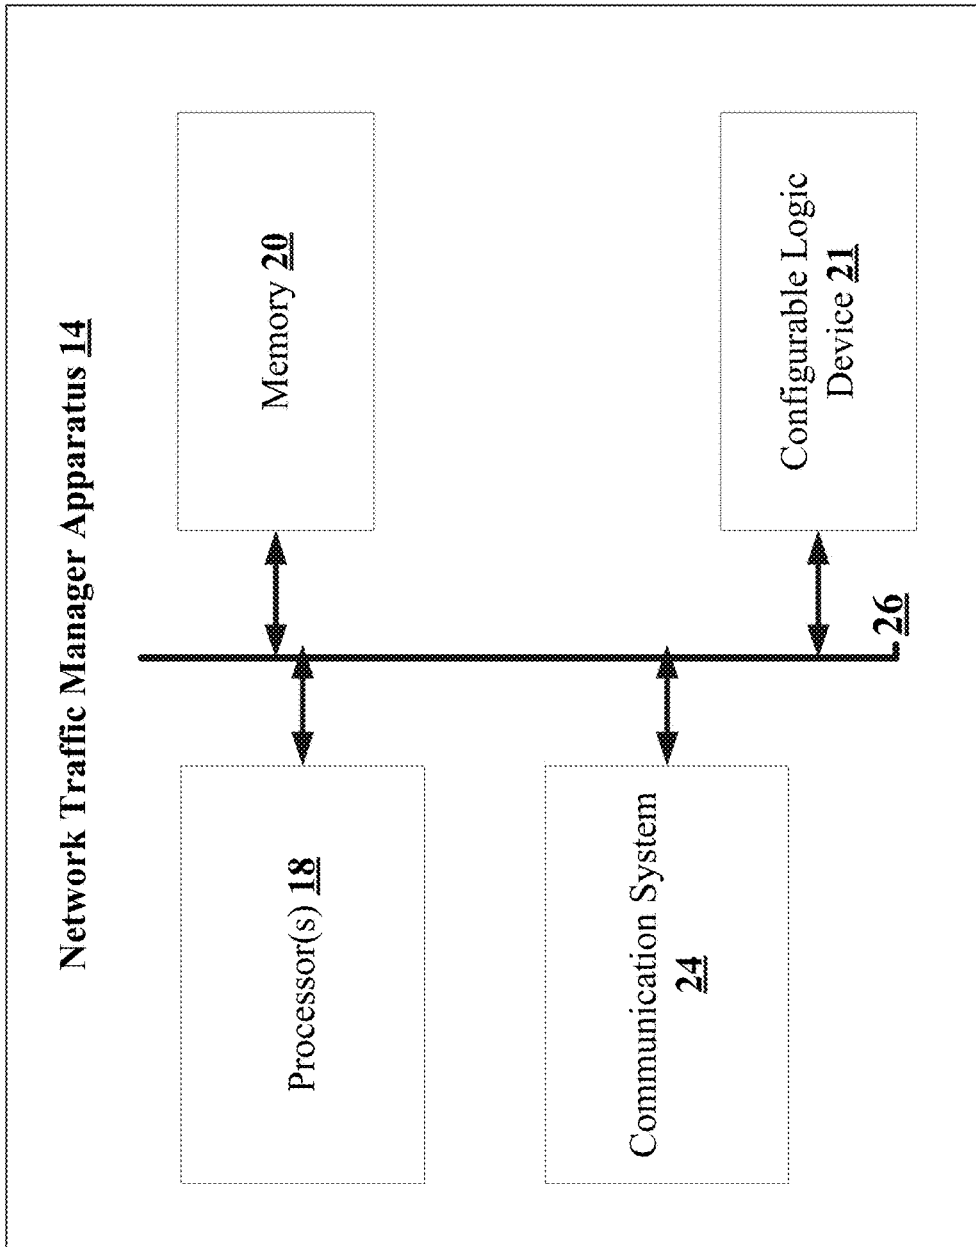 Network Traffic Manager Apparatus 14
Processor(s) 18
Memory 20
Communication System
24
Configurable Logic
Device 21
26